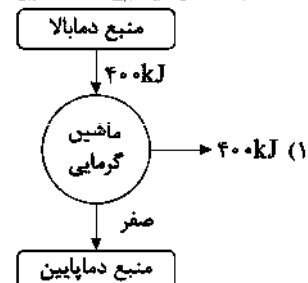 منبع دمابالا
۴۰۰kJ
ماشین
گرمایی
۴۰۰kJ (۱
صفر
منبع دماپایین